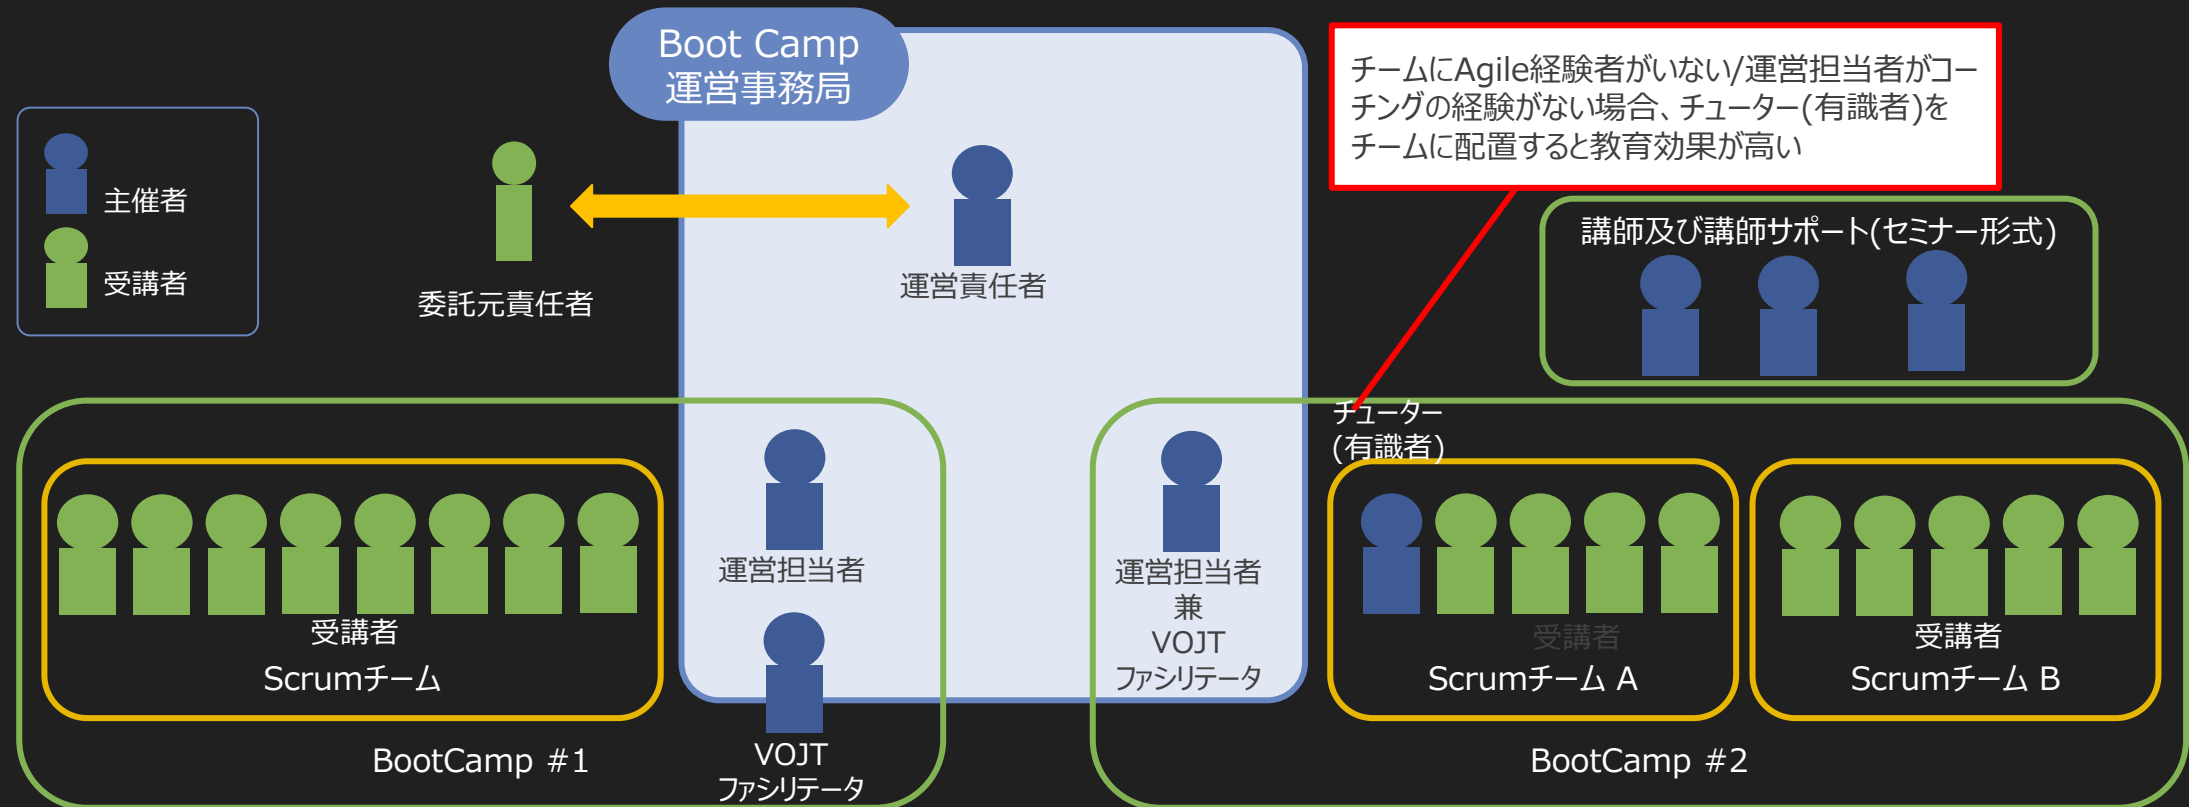 Boot Camp
運営事務局
チームにAgile経験者がいない/運営担当者がコー
チングの経験がない場合、チューター(有識者)を
チームに配置すると教育効果が高い
主催者
受講者
委託元責任者
運営責任者
講師及び講師サポート(セミナー形式)
チューター
(有識者)
運営担当者
VOJT
ファシリテータ
運営担当者
兼
VOJT
ファシリテータ
受講者
Scrumチーム
BootCamp #1
受講者
Scrumチーム A
受講者
Scrumチーム B
BootCamp #2